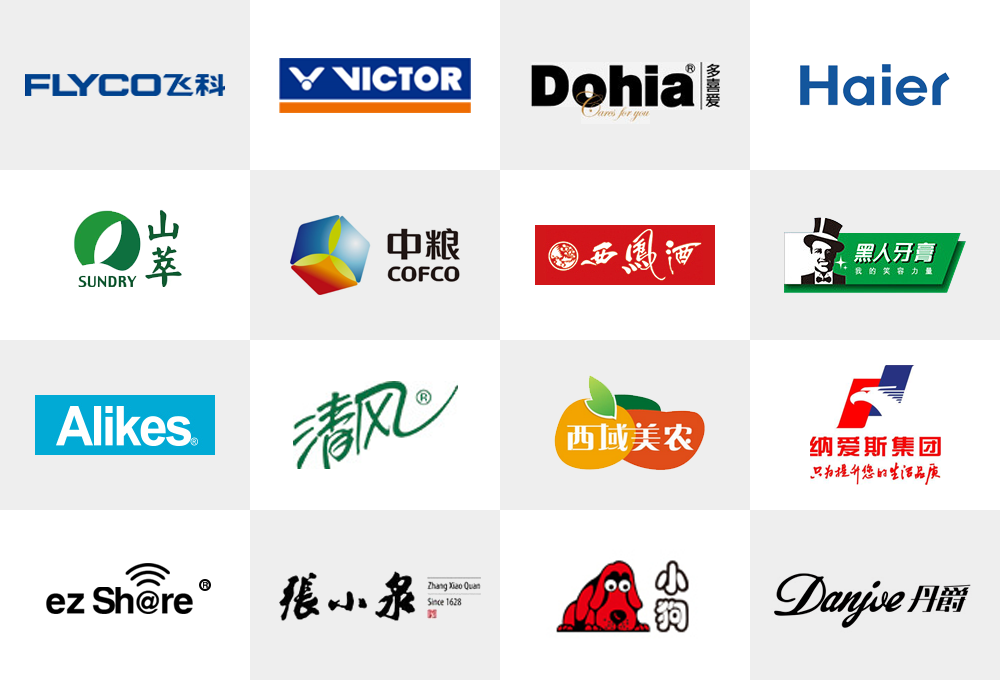 FLYCO飞科
VICTOR
Dohia® 多喜爱
Cares for you
Haier
SUNDRY 山萃
中粮
COFCO
西鳳酒
黑人牙膏
我的笑容力量
Alikes®
清风®
西域美农
纳爱斯集团
只为提升您的生活品质
ez Sh@re®
張小泉
Zhang Xiao Quan
Since 1628
小狗
Danjue 丹爵